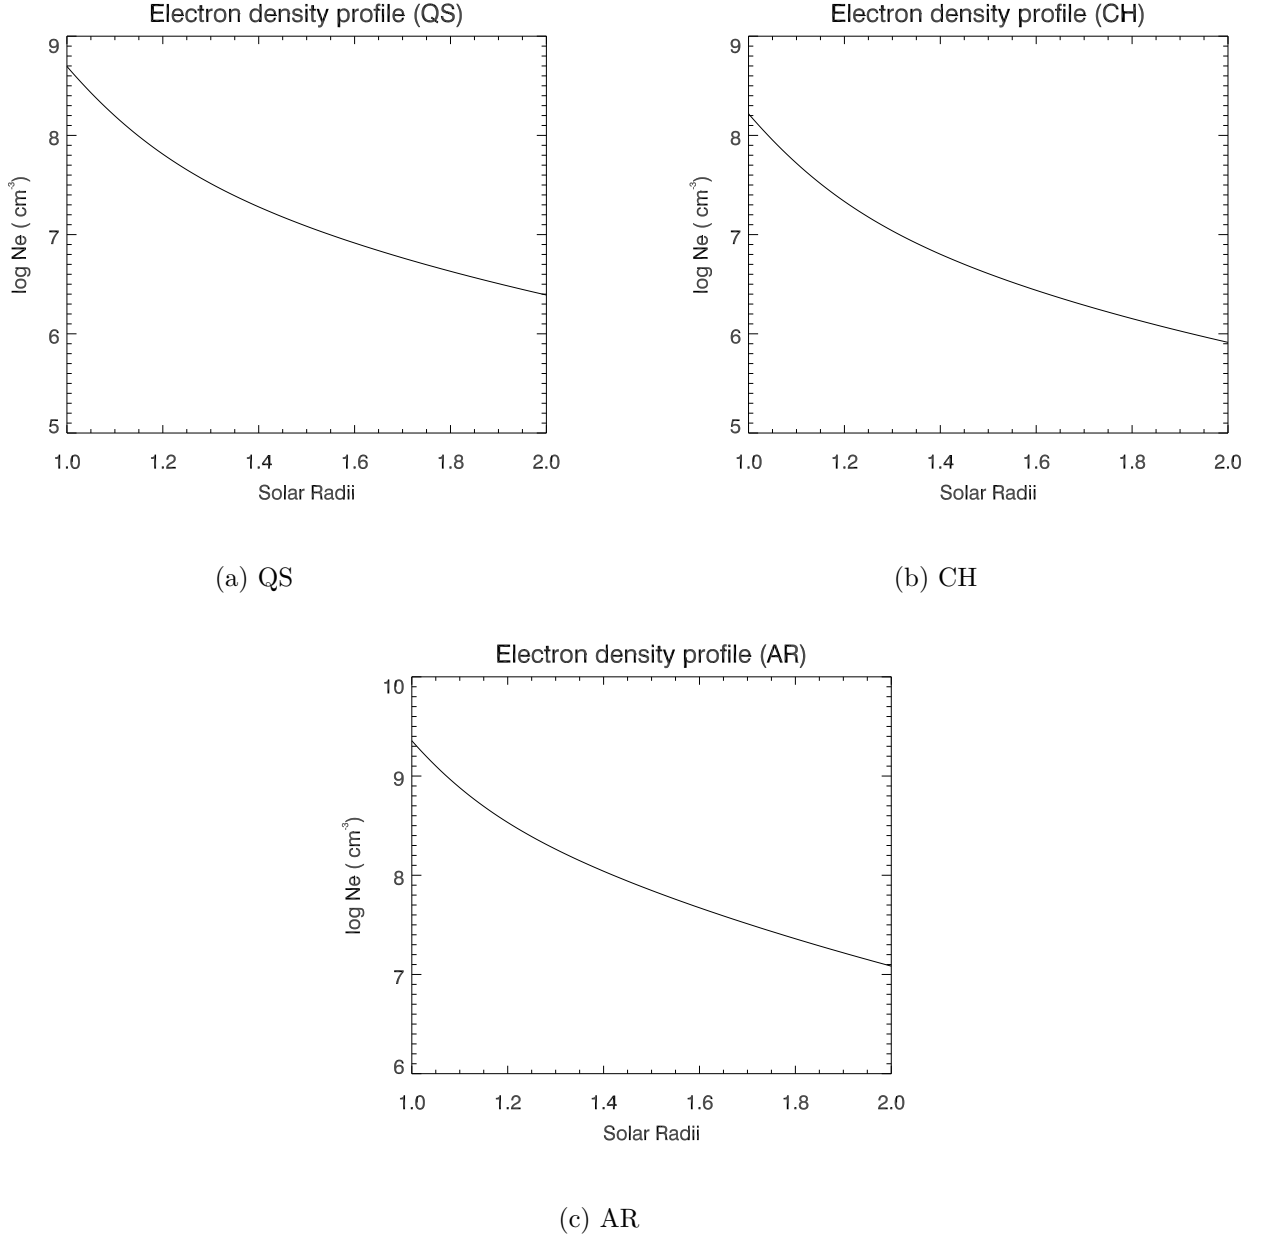 Electron density profile (QS)
9
8
7
6
5
log Ne ( cm⁻³)
1.0 1.2 1.4 1.6 1.8 2.0
Solar Radii
(a) QS
Electron density profile (CH)
9
8
7
6
5
log Ne ( cm⁻³)
1.0 1.2 1.4 1.6 1.8 2.0
Solar Radii
(b) CH
Electron density profile (AR)
10
9
8
7
6
log Ne ( cm⁻³)
1.0 1.2 1.4 1.6 1.8 2.0
Solar Radii
(c) AR